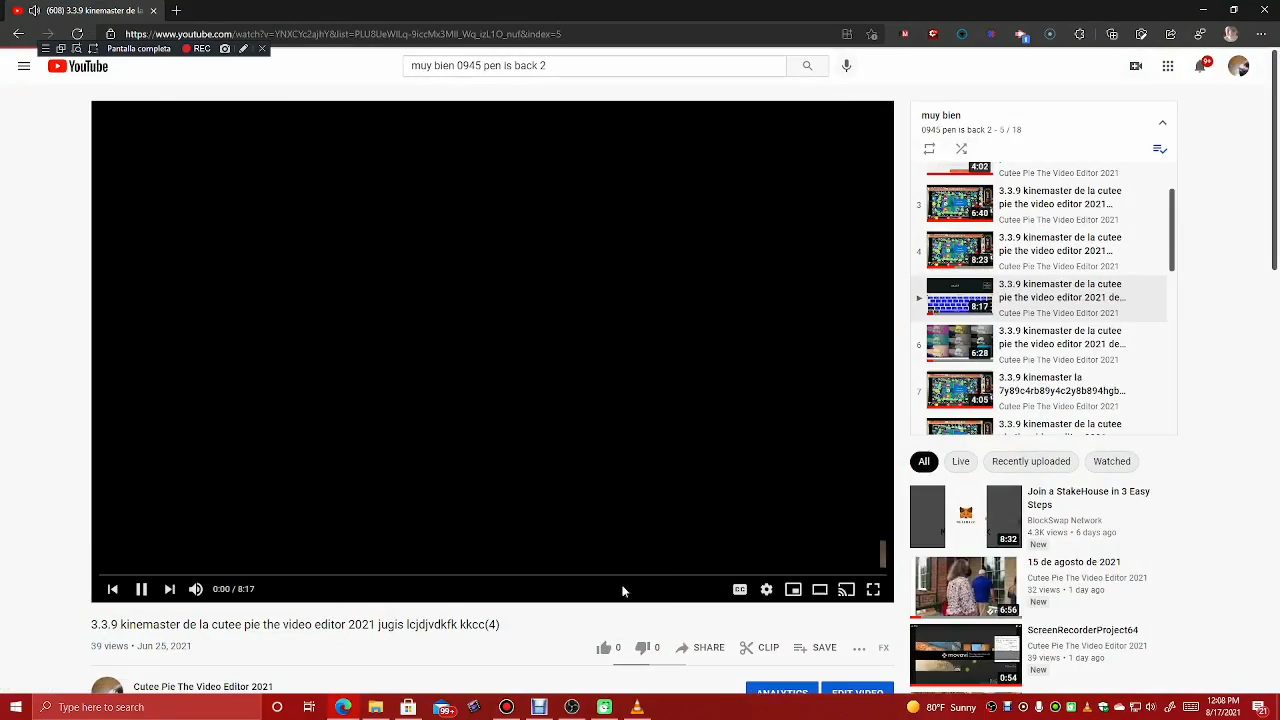 (608) 3.3.9 kinemaster de la
https://www.youtube.com/watch?v=YNlCYc2ajhY&list=PLU8UeWILq-9iccMx3MlI_Wq_izL1O_nuf&index=5
Pantalla completa
REC
YouTube
muy bien 0945 pen is back 2
9+
muy bien
0945 pen is back 2 - 5 / 18
4:02
Cutee Pie The Video Editor 2021
3
6:40
3.3.9 kinemaster de la cutee
pie the video editor 2021...
Cutee Pie The Video Editor 2021
4
8:23
3.3.9 kinemaster de la cutee
pie the video editor 2021...
Cutee Pie The Video Editor 2021
8:17
3.3.9 kinemaster de la cutee
pie the video editor 2021 de...
Cutee Pie The Video Editor 2021
6
6:28
3.3.9 kinemaster de la cutee
pie the video editor 2021 de...
Cutee Pie The Video Editor 2021
7
4:05
3.3.9 kinemaster la
7y89c4rb89y4c2y8b894hgb...
Cutee Pie The Video Editor 2021
3.3.9 kinemaster de la cutee
All
Live
Recently uploaded
Watched
8:32
Join a StakeHouse in 3 Easy
Steps
BlockSwap Network
4.3K views • 6 days ago
New
6:56
15 de agosto de 2021
Cutee Pie The Video Editor 2021
32 views • 1 day ago
New
movavi
0:54
ScreenRecorderProject64
Cutee Pie The Video Editor 2021
39 views • 1 day ago
New
0:00 / 8:17
CC
3.3.9 kinemaster de la cutee pie the video editor 2021 jugis lcjdjvdkfk kkcc(4)
39 views • Jun 25, 2021
0
0
SHARE
CLIP
SAVE
FX
Cutee Pie The Video Editor 2021
ANALYTICS
EDIT VIDEO
Type here to search
80°F Sunny
12:08 PM
8/17/2021